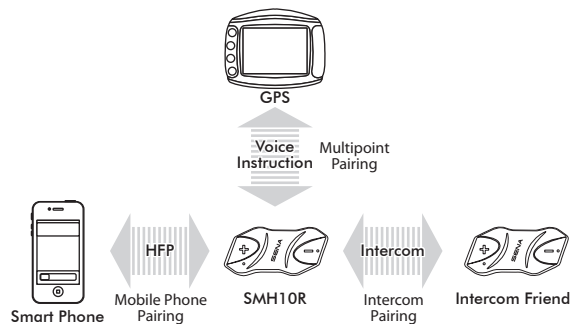 GPS
Voice
Instruction
Multipoint
Pairing
HFP
Intercom
SENA
SENA
Smart Phone
Mobile Phone
Pairing
SMH10R
Intercom
Pairing
Intercom Friend